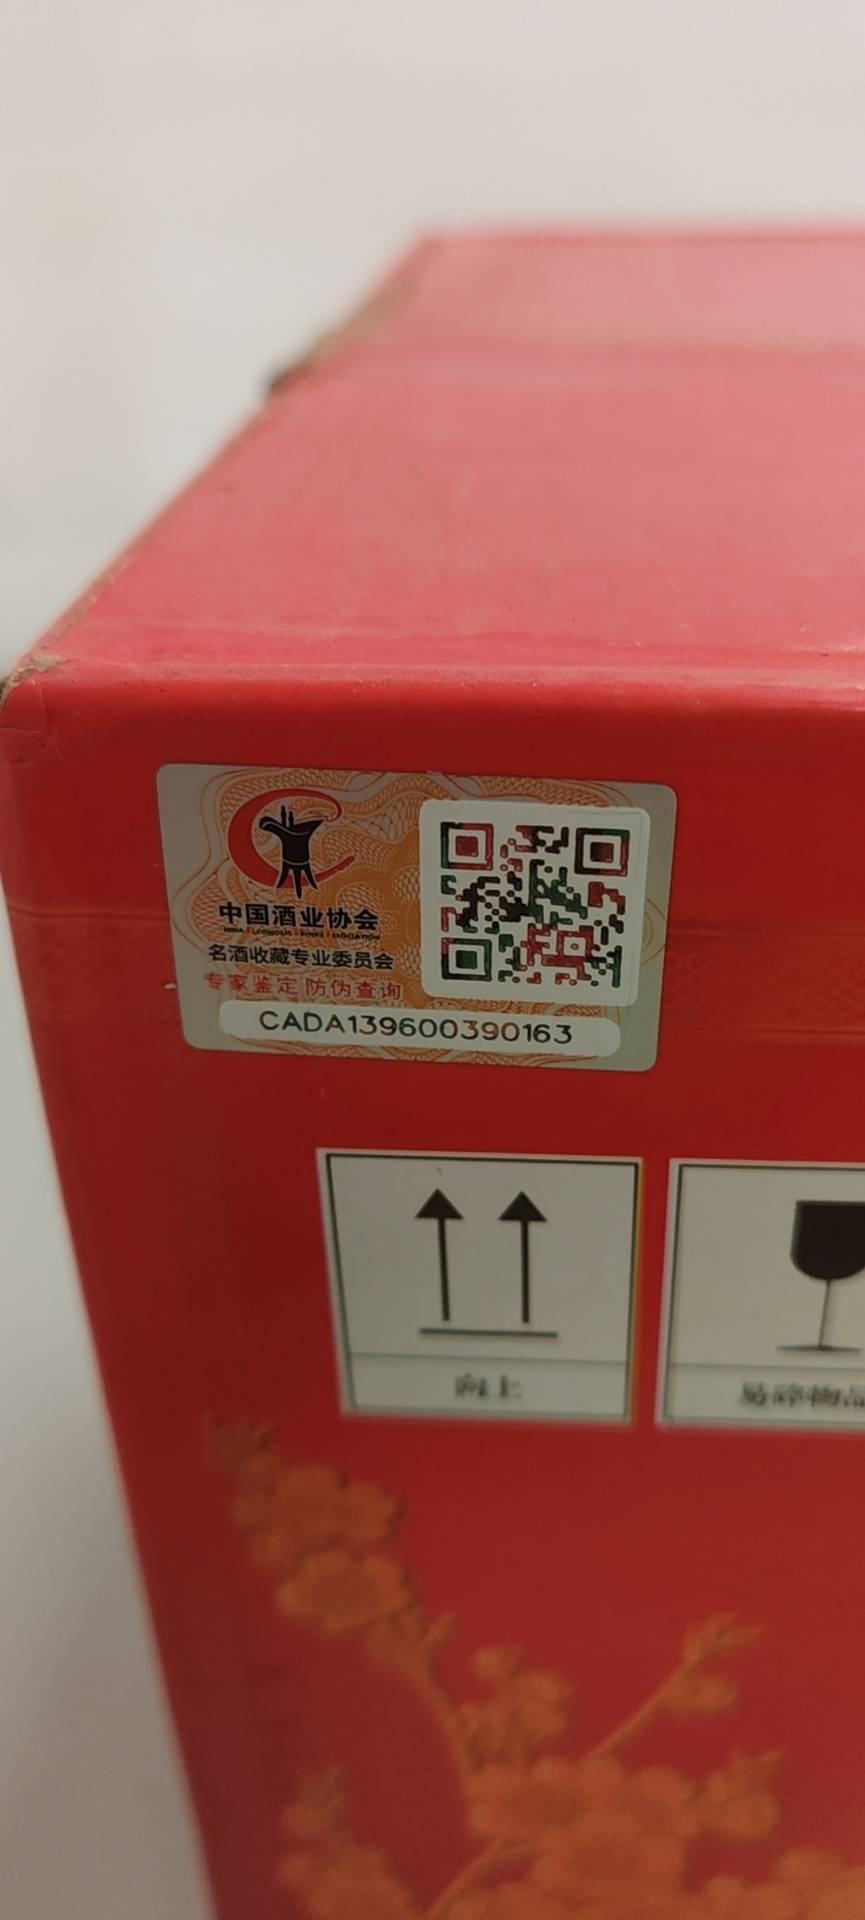 中国酒业协会
名酒收藏专业委员会
专家鉴定 防伪查询
CADA139600390163
向上